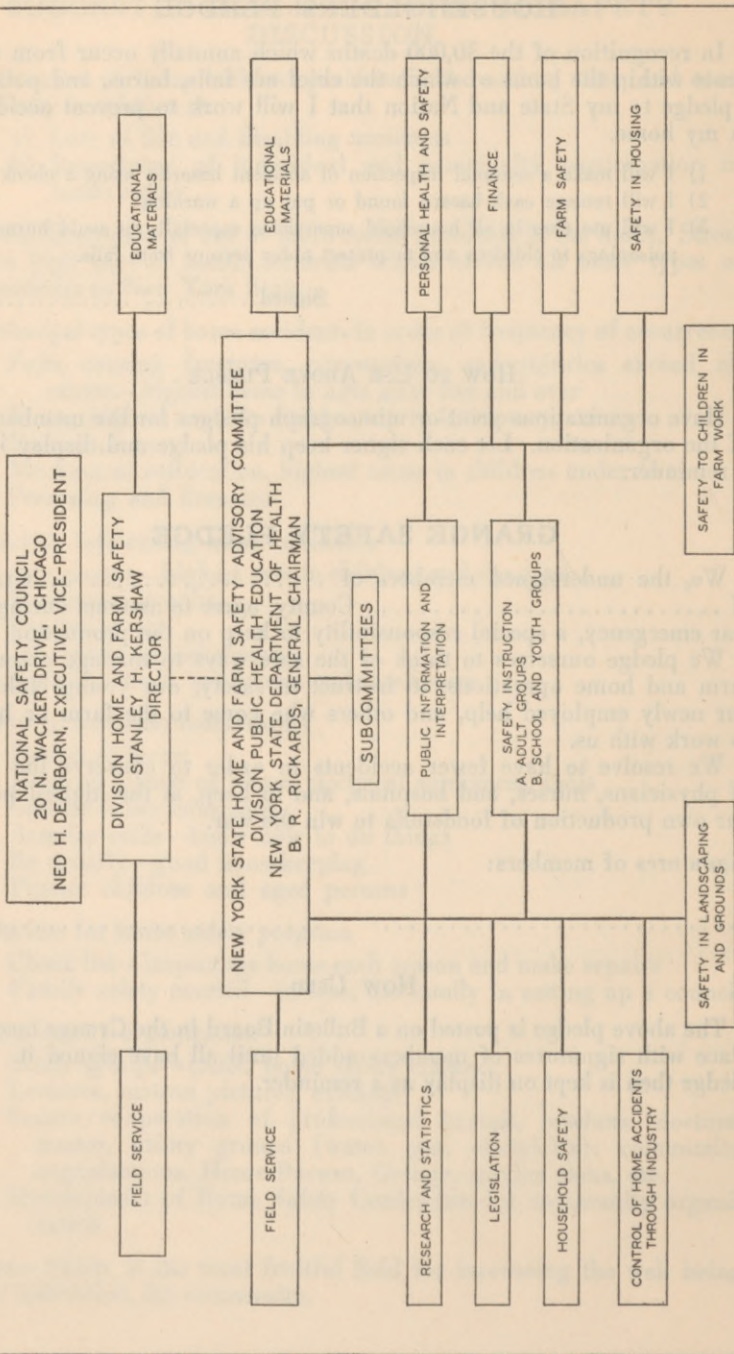 NATIONAL SAFETY COUNCIL
20 N. WACKER DRIVE, CHICAGO
NED H. DEARBORN, EXECUTIVE VICE-PRESIDENT
FIELD SERVICE
DIVISION HOME AND FARM SAFETY
STANLEY H. KERSHAW
DIRECTOR
EDUCATIONAL
MATERIALS
FIELD SERVICE
NEW YORK STATE HOME AND FARM SAFETY ADVISORY COMMITTEE
DIVISION PUBLIC HEALTH EDUCATION
NEW YORK STATE DEPARTMENT OF HEALTH
B. R. RICKARDS, GENERAL CHAIRMAN
EDUCATIONAL
MATERIALS
SUBCOMMITTEES
RESEARCH AND STATISTICS
PUBLIC INFORMATION AND
INTERPRETATION
PERSONAL HEALTH AND SAFETY
LEGISLATION
FINANCE
SAFETY INSTRUCTION
A. ADULT GROUPS
B. SCHOOL AND YOUTH GROUPS
HOUSEHOLD SAFETY
FARM SAFETY
CONTROL OF HOME ACCIDENTS
THROUGH INDUSTRY
SAFETY IN HOUSING
SAFETY IN LANDSCAPING
AND GROUNDS
SAFETY TO CHILDREN IN
FARM WORK